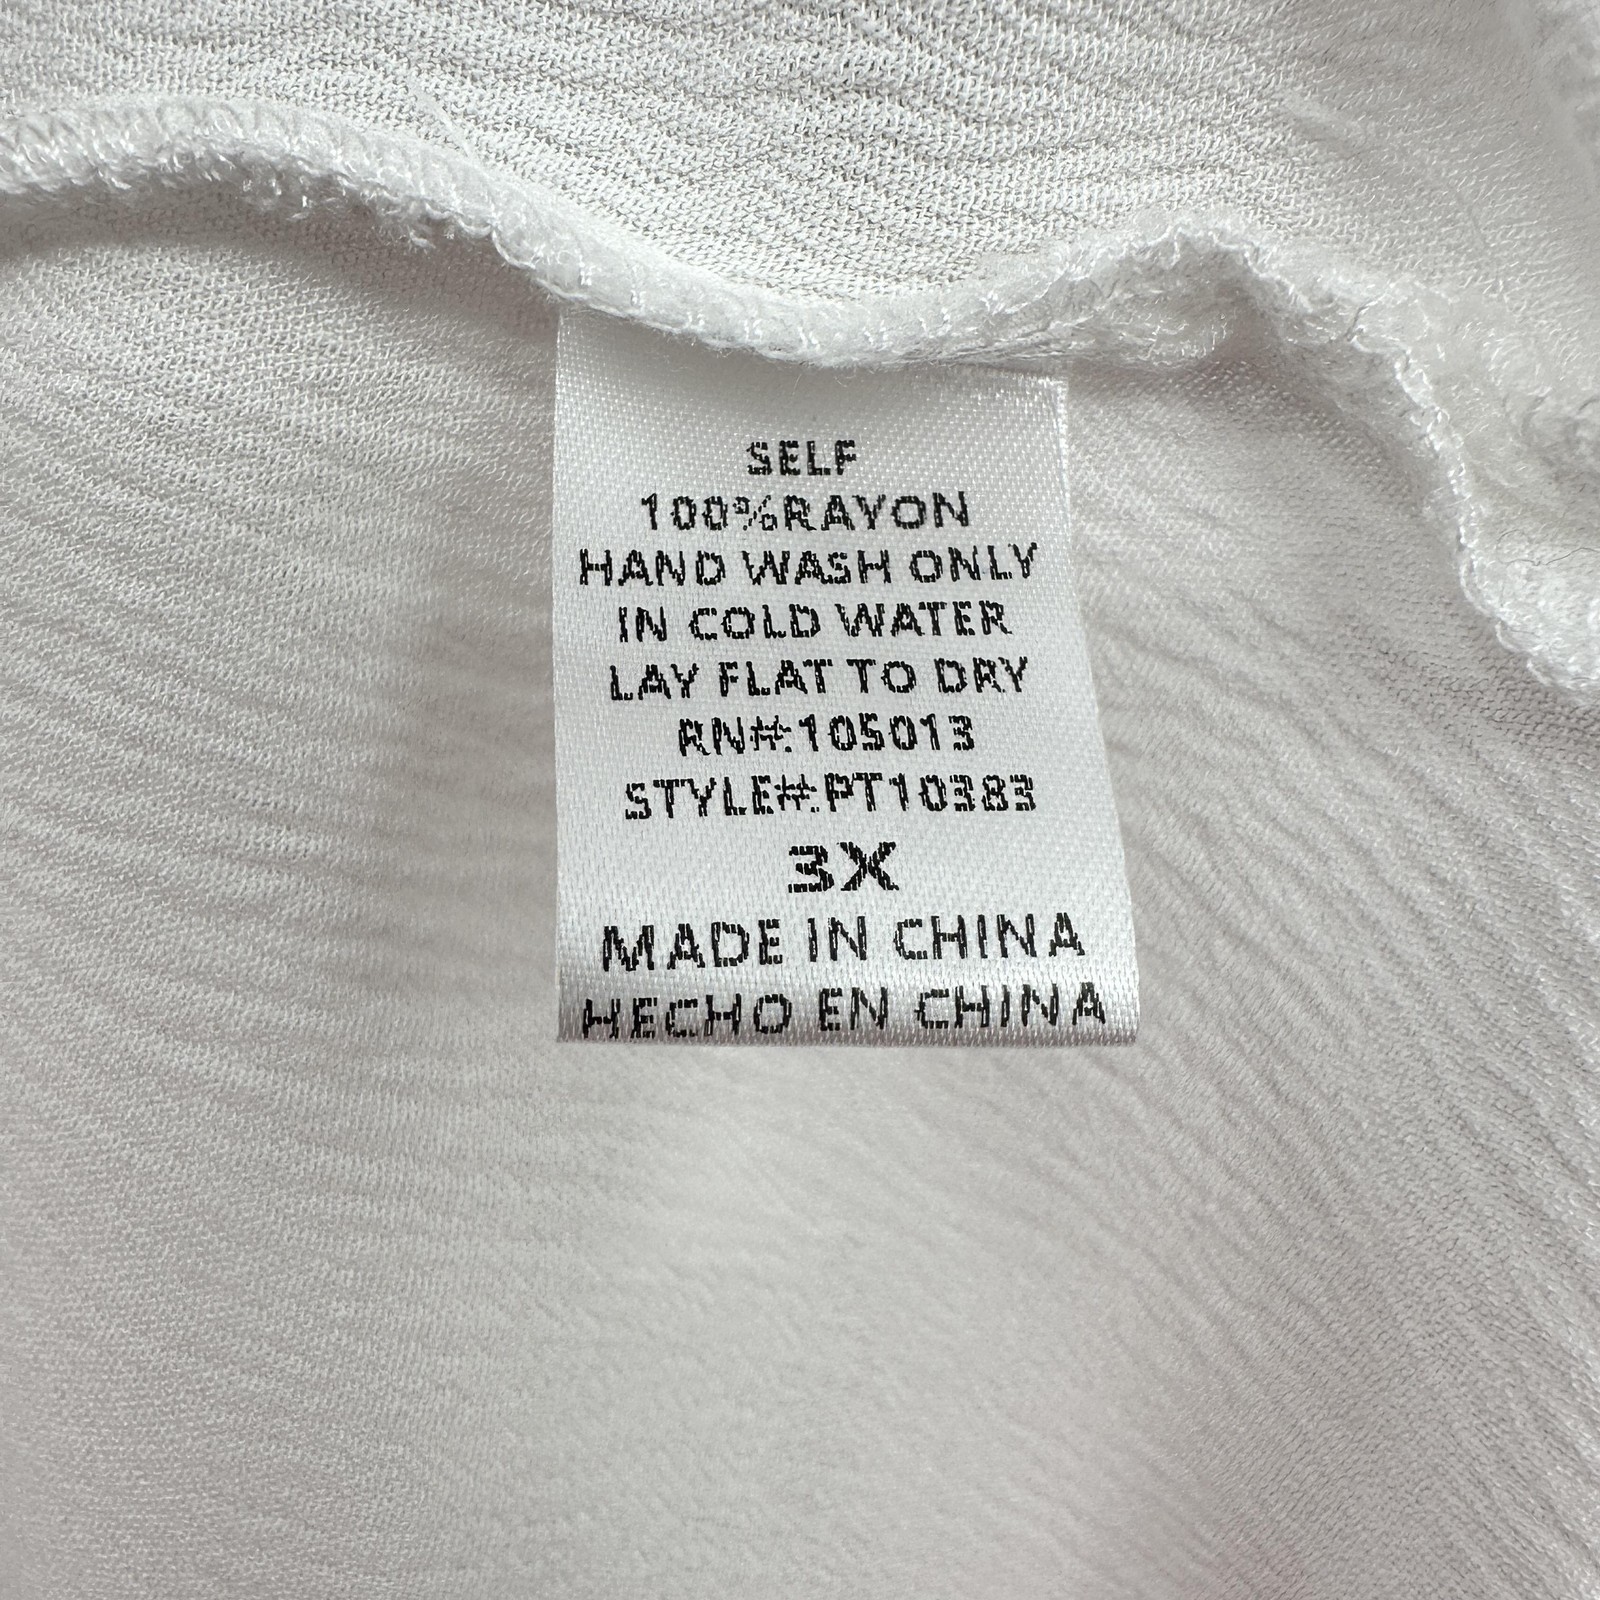 SELF
100%RAYON
HAND WASH ONLY
IN COLD WATER
LAY FLAT TO DRY
RN#:105013
STYLE#:PT10383
3X
MADE IN CHINA
HECHO EN CHINA